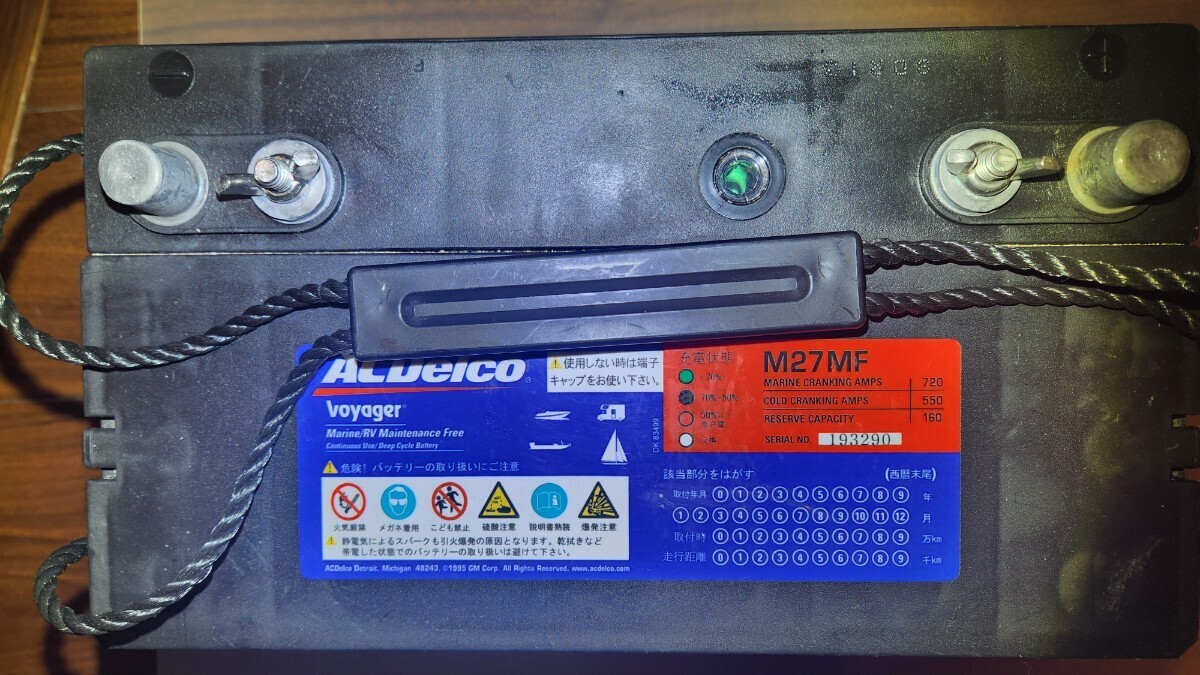 F
ACDelco
Voyager
Marine/RV Maintenance Free
Continuous Use/Deep Cycle Battery
使用しない時は端子
キャップをお使い下さい。
充電状態
70%-50%
DK 83499
M27MF
MARINE CRANKING AMPS 720
COLD CRANKING AMPS 550
RESERVE CAPACITY 160
SERIAL NO. 193290
危険! バッテリーの取り扱いにご注意
火気厳禁 メガネ着用 こども禁止 硫酸注意 説明書熟読 爆発注意
静電気によるスパークも引火爆発の原因となります。乾拭きなど
帯電した状態でのバッテリーの取り扱いは避けて下さい。
ACDelco Detroit, Michigan 48243, ©1995 GM Corp. All Rights Reserved. www.acdelco.com
該当部分をはがす (西暦末尾)
取付年月 0 1 2 3 4 5 6 7 8 9 年
1 2 3 4 5 6 7 8 9 10 11 12 月
取付時 0 1 2 3 4 5 6 7 8 9 万km
走行距離 0 1 2 3 4 5 6 7 8 9 千km